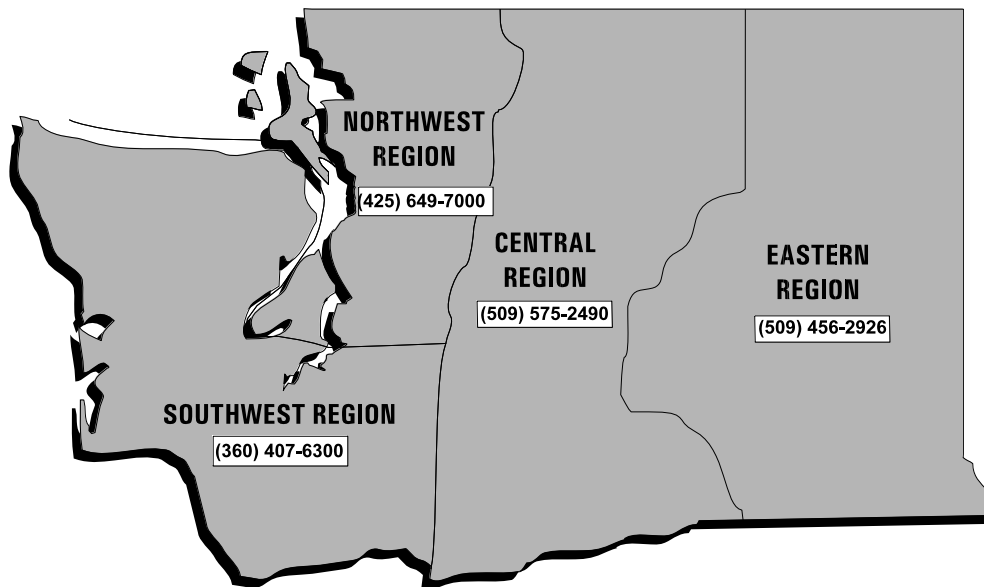 NORTHWEST
REGION
(425) 649-7000
CENTRAL
REGION
(509) 575-2490
EASTERN
REGION
(509) 456-2926
SOUTHWEST REGION
(360) 407-6300